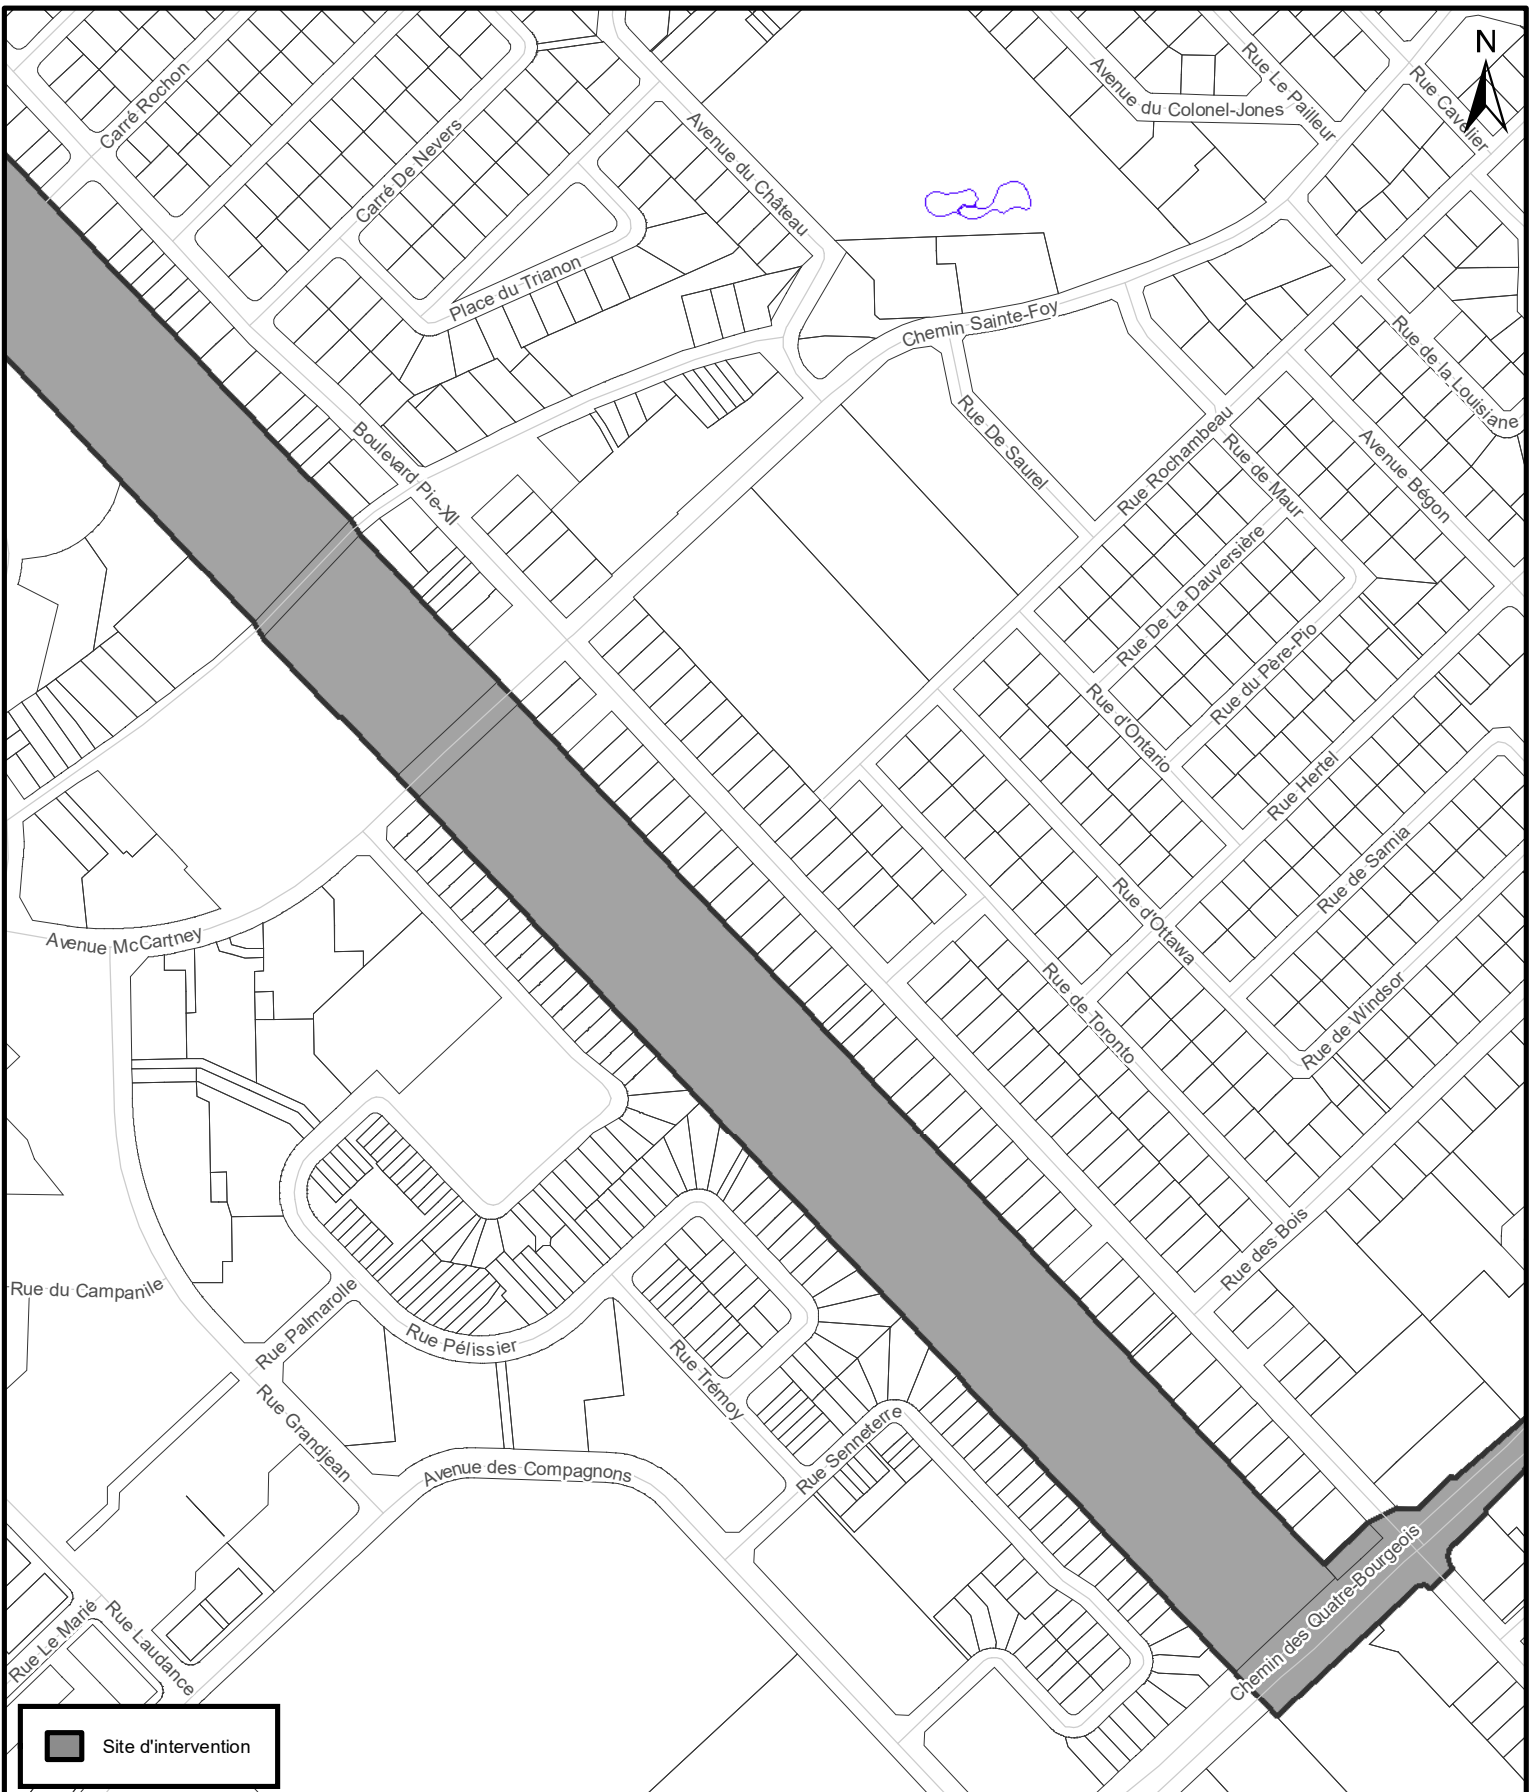 N
Carré Rochon
Carré De Nevers
Avenue du Château
Avenue du Colonel-Jones
Rue Le Pailleur
Rue Cavelier
Place du Trianon
Chemin Sainte-Foy
Rue de la Louisiane
Boulevard Pie-XII
Rue De Saurel
Rue Rochambeau
Rue de Maur
Avenue Bégon
Rue De La Dauversière
Rue du Père-Pio
Rue d'Ontario
Rue Hertel
Rue de Sarnia
Rue d'Ottawa
Avenue McCartney
Rue de Toronto
Rue de Windsor
Rue des Bois
Rue du Campanile
Rue Palmarolle
Rue Pélissier
Rue Trémoy
Rue Grandjean
Rue Senneterre
Avenue des Compagnons
Chemin des Quatre-Bourgeois
Rue Le Marié
Rue Laudance
Site d'intervention